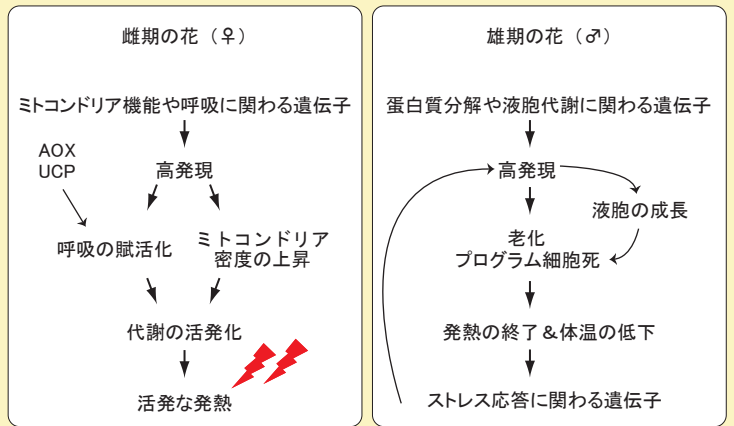 雌期の花（♀）
ミトコンドリア機能や呼吸に関わる遺伝子
AOX
UCP
高発現
呼吸の賦活化
ミトコンドリア
密度の上昇
代謝の活発化
活発な発熱
雄期の花（♂）
蛋白質分解や液胞代謝に関わる遺伝子
高発現
液胞の成長
老化
プログラム細胞死
発熱の終了＆体温の低下
ストレス応答に関わる遺伝子